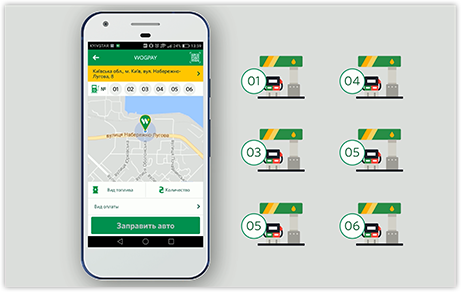 KYIVSTAR
24% 13:39
WOGPAY
Київська обл., м. Київ, вул. Набережно-
Лугова, 8
№ 01 02 03 04 05 06
вулиця Набережно-Лугова
Вид топлива
Количество
Вид оплаты
Заправить авто
01
04
03
05
05
06